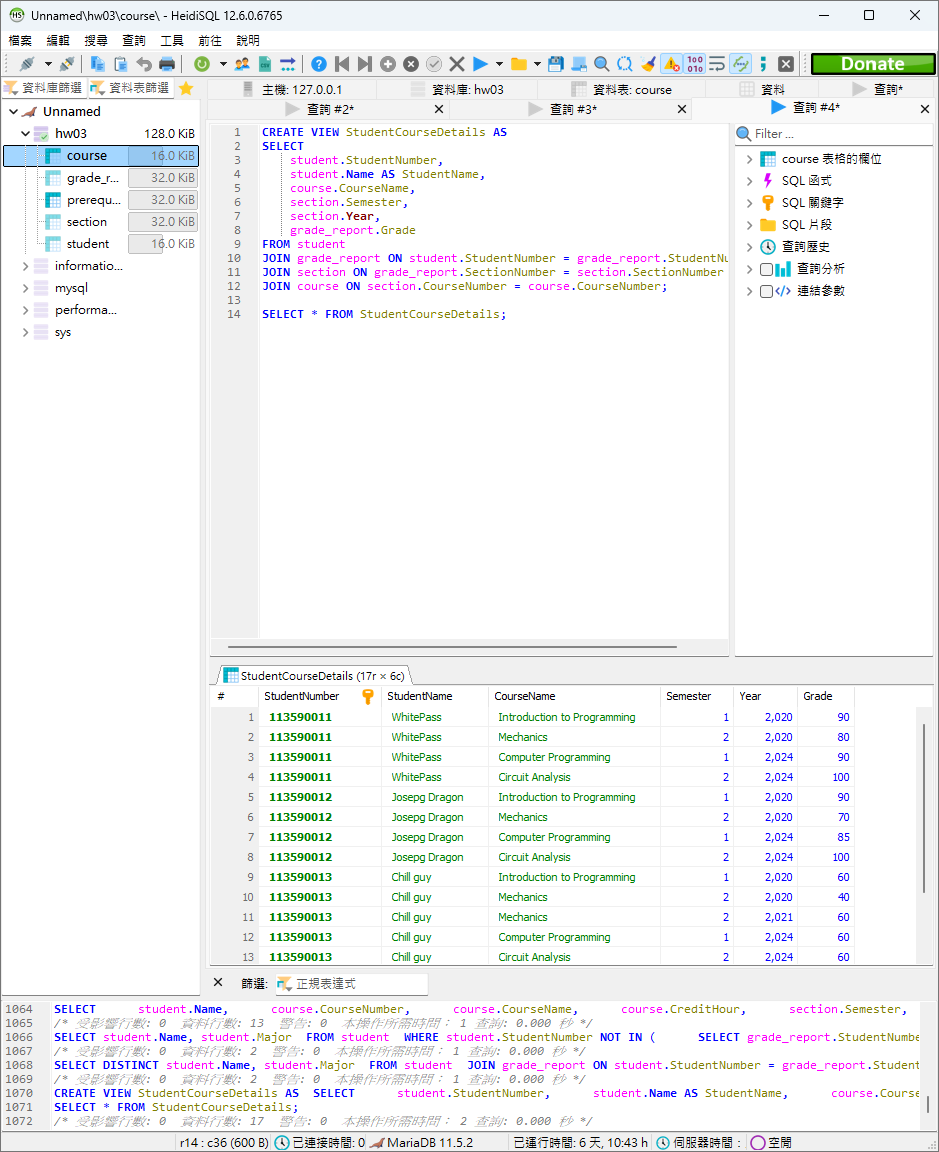 Unnamed\hw03\course\ - HeidiSQL 12.6.0.6765
檔案 編輯 搜尋 查詢 工具 前往 說明
Donate
資料庫篩選 資料表篩選
主機: 127.0.0.1 資料庫: hw03 資料表: course 資料 查詢*
查詢 #2* 查詢 #3* 查詢 #4*
Unnamed
hw03 128.0 KiB
course 16.0 KiB
grade_r... 32.0 KiB
prerequ... 32.0 KiB
section 32.0 KiB
student 16.0 KiB
informatio...
mysql
performa...
sys
1 CREATE VIEW StudentCourseDetails AS
2 SELECT
3 student.StudentNumber,
4 student.Name AS StudentName,
5 course.CourseName,
6 section.Semester,
7 section.Year,
8 grade_report.Grade
9 FROM student
10 JOIN grade_report ON student.StudentNumber = grade_report.StudentNu
11 JOIN section ON grade_report.SectionNumber = section.SectionNumber
12 JOIN course ON section.CourseNumber = course.CourseNumber;
13
14 SELECT * FROM StudentCourseDetails;
Filter ...
course 表格的欄位
SQL 函式
SQL 關鍵字
SQL 片段
查詢歷史
查詢分析
連結參數
StudentCourseDetails (17r × 6c)
# StudentNumber StudentName CourseName Semester Year Grade
1 113590011 WhitePass Introduction to Programming 1 2,020 90
2 113590011 WhitePass Mechanics 2 2,020 80
3 113590011 WhitePass Computer Programming 1 2,024 90
4 113590011 WhitePass Circuit Analysis 2 2,024 100
5 113590012 Josepg Dragon Introduction to Programming 1 2,020 90
6 113590012 Josepg Dragon Mechanics 2 2,020 70
7 113590012 Josepg Dragon Computer Programming 1 2,024 85
8 113590012 Josepg Dragon Circuit Analysis 2 2,024 100
9 113590013 Chill guy Introduction to Programming 1 2,020 60
10 113590013 Chill guy Mechanics 2 2,020 40
11 113590013 Chill guy Mechanics 2 2,021 60
12 113590013 Chill guy Computer Programming 1 2,024 60
13 113590013 Chill guy Circuit Analysis 2 2,024 60
篩選: 正規表達式
1064 SELECT student.Name, course.CourseNumber, course.CourseName, course.CreditHour, section.Semester,
1065 /* 受影響行數: 0 資料行數: 13 警告: 0 本操作所需時間： 1 查詢: 0.000 秒 */
1066 SELECT student.Name, student.Major FROM student WHERE student.StudentNumber NOT IN ( SELECT grade_report.StudentNumbe
1067 /* 受影響行數: 0 資料行數: 2 警告: 0 本操作所需時間： 1 查詢: 0.000 秒 */
1068 SELECT DISTINCT student.Name, student.Major FROM student JOIN grade_report ON student.StudentNumber = grade_report.Student
1069 /* 受影響行數: 0 資料行數: 2 警告: 0 本操作所需時間： 1 查詢: 0.000 秒 */
1070 CREATE VIEW StudentCourseDetails AS SELECT student.StudentNumber, student.Name AS StudentName, course.Course
1071 SELECT * FROM StudentCourseDetails;
1072 /* 受影響行數: 0 資料行數: 17 警告: 0 本操作所需時間： 2 查詢: 0.000 秒 */
r14 : c36 (600 B) 已連接時間: 0 MariaDB 11.5.2 已運行時間: 6 天, 10:43 h 伺服器時間： 空閒